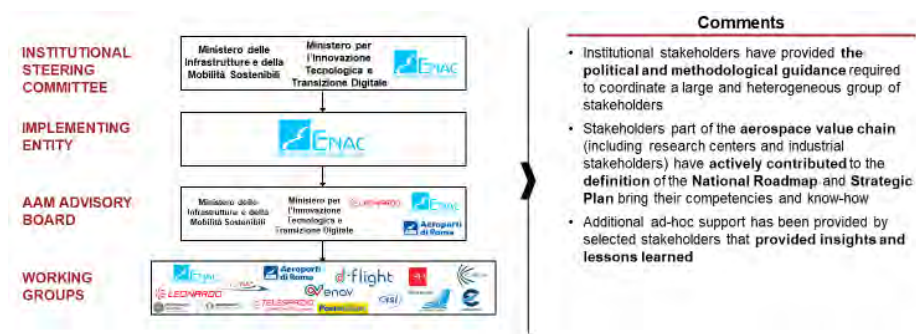 INSTITUTIONAL
STEERING
COMMITTEE
Ministero delle
Infrastrutture e della
Mobilità Sostenibili
Ministero per
l'Innovazione
Tecnologica e
Transizione Digitale
ENAC
IMPLEMENTING
ENTITY
ENAC
AAM ADVISORY
BOARD
Ministero delle
Infrastrutture e della
Mobilità Sostenibili
Ministero per
l'Innovazione
Tecnologica e
Transizione Digitale
LEONARDO
ENAC
Aeroporti
di Roma
WORKING
GROUPS
ENAC
Aeroporti
di Roma
d-flight
LEONARDO
enav
TELESPAZIO
Comments
• Institutional stakeholders have provided the
political and methodological guidance required
to coordinate a large and heterogeneous group of
stakeholders
• Stakeholders part of the aerospace value chain
(including research centers and industrial
stakeholders) have actively contributed to the
definition of the National Roadmap and Strategic
Plan bring their competencies and know-how
• Additional ad-hoc support has been provided by
selected stakeholders that provided insights and
lessons learned